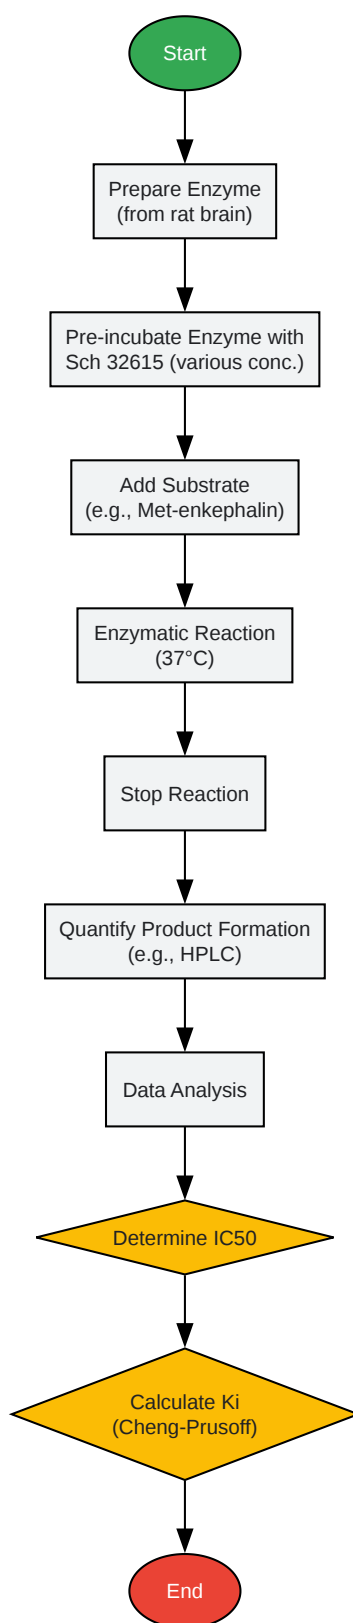 Start
Prepare Enzyme
(from rat brain)
Pre-incubate Enzyme with
Sch 32615 (various conc.)
Add Substrate
(e.g., Met-enkephalin)
Enzymatic Reaction
(37°C)
Stop Reaction
Quantify Product Formation
(e.g., HPLC)
Data Analysis
Determine IC50
Calculate Ki
(Cheng-Prusoff)
End